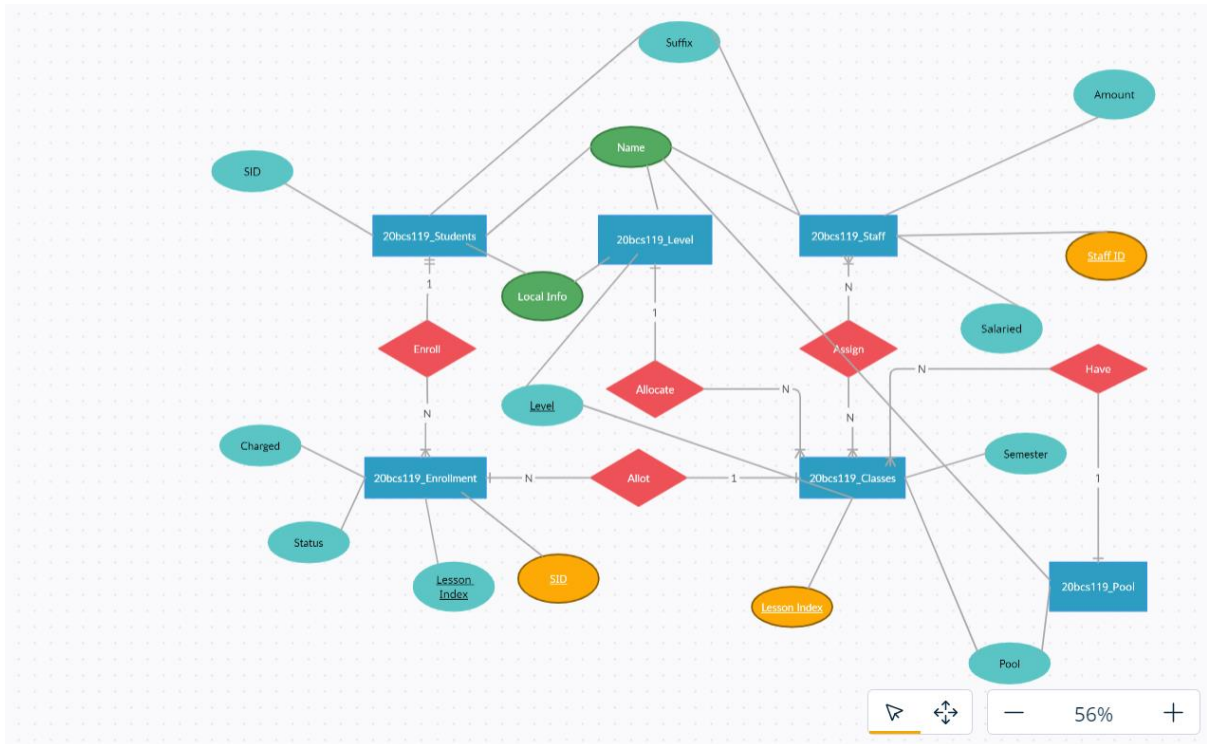 Suffix
Amount
Name
SID
20bcs119_Students
20bcs119_Level
20bcs119_Staff
Staff ID
Local Info
1
N
1
Salaried
Enroll
Assign
Have
N
Allocate
N
Level
N
N
Charged
Semester
20bcs119_Enrollment
N
Allot
1
20bcs119_Classes
1
Status
Lesson
Index
SID
20bcs119_Pool
Lesson Index
Pool
56%